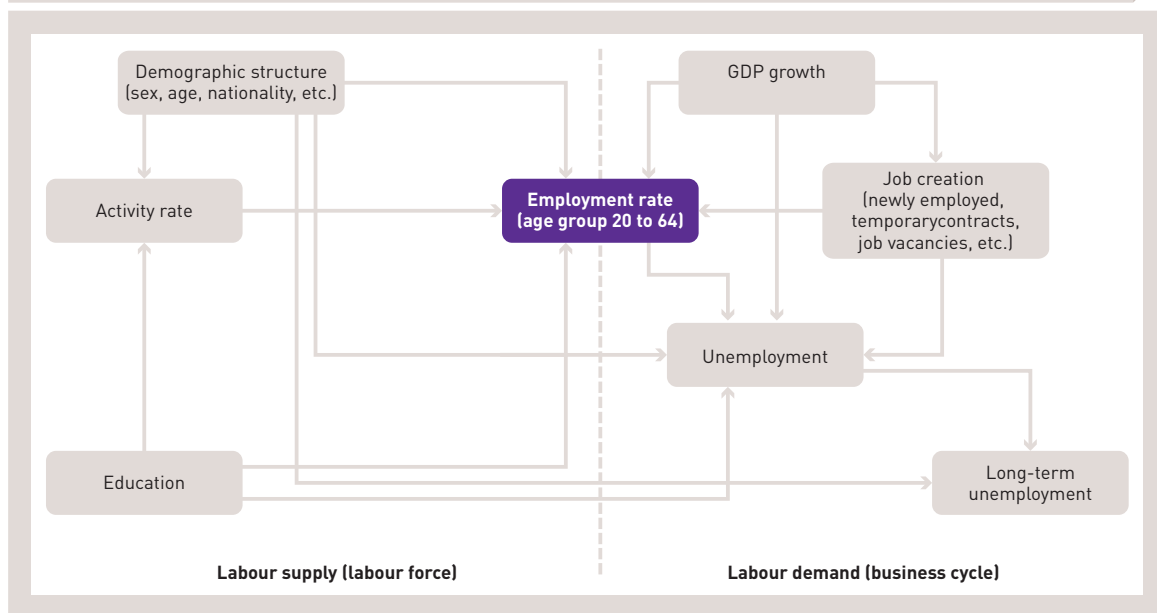 Demographic structure
(sex, age, nationality, etc.)
GDP growth
Activity rate
Employment rate
(age group 20 to 64)
Job creation
(newly employed,
temporarycontracts,
job vacancies, etc.)
Unemployment
Education
Long-term
unemployment
Labour supply (labour force)
Labour demand (business cycle)